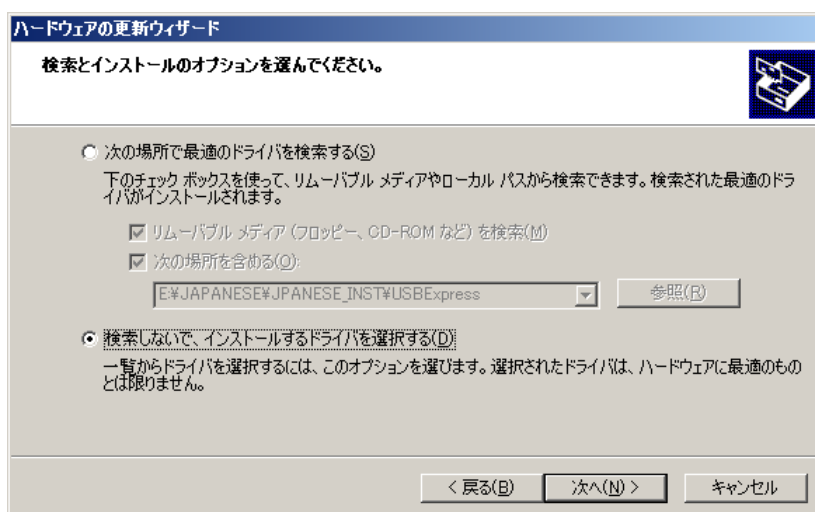 ハードウェアの更新ウィザード
検索とインストールのオプションを選んでください。
次の場所で最適のドライバを検索する(S)
下のチェック ボックスを使って、リムーバブル メディアやローカル パスから検索できます。検索された最適のドラ
イバがインストールされます。
リムーバブル メディア (フロッピー、CD-ROM など) を検索(M)
次の場所を含める(O):
E:¥JAPANESE¥JPANESE_INST¥USBExpress
参照(R)
検索しないで、インストールするドライバを選択する(D)
一覧からドライバを選択するには、このオプションを選びます。選択されたドライバは、ハードウェアに最適のもの
とは限りません。
< 戻る(B)
次へ(N) >
キャンセル